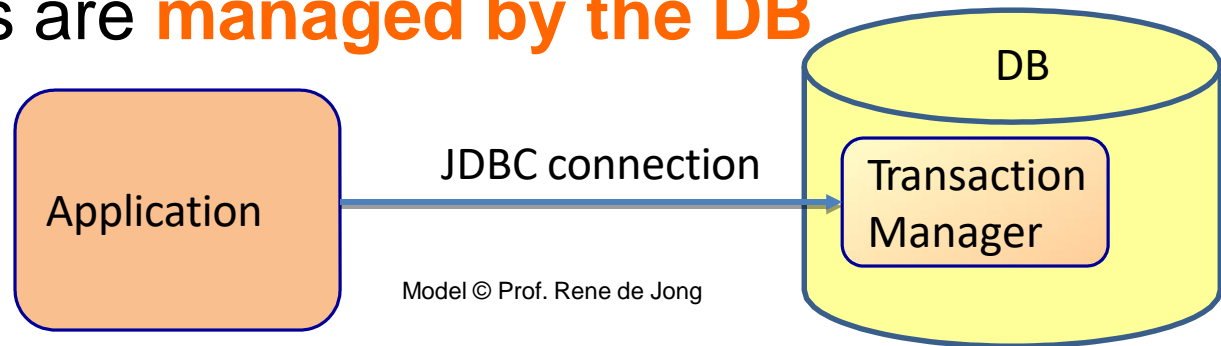 s are managed by the DB
DB
JDBC connection
Transaction
Manager
Application
Model © Prof. Rene de Jong